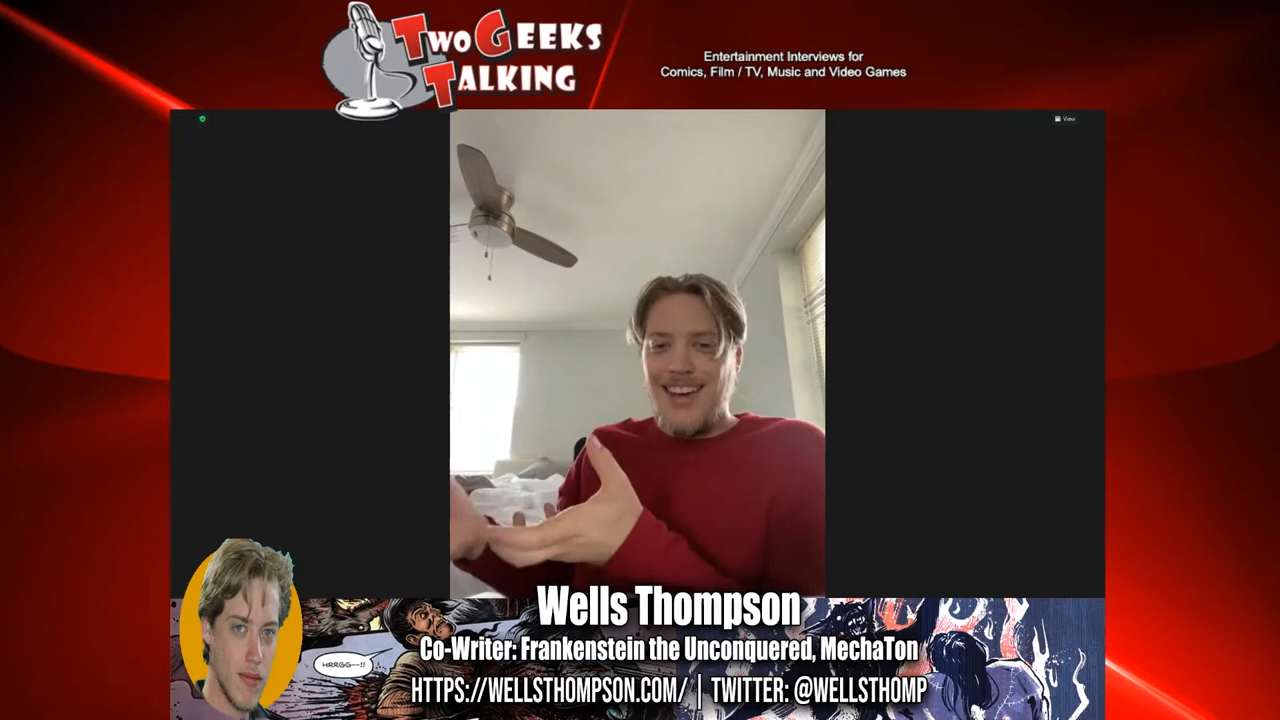 Two Geeks
Talking
Entertainment Interviews for
Comics, Film / TV, Music and Video Games
View
HRRGG--!!
Wells Thompson
Co-Writer: Frankenstein the Unconquered, MechaTon
HTTPS://WELLSTHOMPSON.COM/ | TWITTER: @WELLSTHOMP